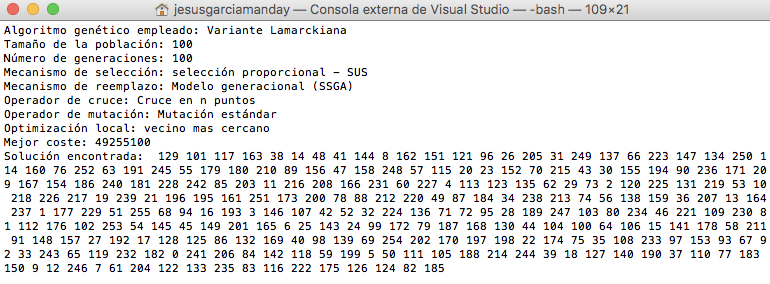 jesusgarciamanday — Consola externa de Visual Studio — -bash — 109×21
Algoritmo genético empleado: Variante Lamarckiana
Tamaño de la población: 100
Número de generaciones: 100
Mecanismo de selección: selección proporcional - SUS
Mecanismo de reemplazo: Modelo generacional (SSGA)
Operador de cruce: Cruce en n puntos
Operador de mutación: Mutación estándar
Optimización local: vecino mas cercano
Mejor coste: 49255100
Solución encontrada:  129 101 117 163 38 14 48 41 144 8 162 151 121 96 26 205 31 249 137 66 223 147 134 250 1
14 160 76 252 63 191 245 55 179 180 210 89 156 47 158 248 57 115 20 23 152 70 215 43 30 155 194 90 236 171 20
9 167 154 186 240 181 228 242 85 203 11 216 208 166 231 60 227 4 113 123 135 62 29 73 2 120 225 131 219 53 10
 218 226 217 19 239 21 196 195 161 251 173 200 78 88 212 220 49 87 184 34 238 213 74 56 138 159 36 207 13 164
 237 1 177 229 51 255 68 94 16 193 3 146 107 42 52 32 224 136 71 72 95 28 189 247 103 80 234 46 221 109 230 8
1 112 176 102 253 54 145 45 149 201 165 6 25 143 24 99 172 79 187 168 130 44 104 100 64 106 15 141 178 58 211
 91 148 157 27 192 17 128 125 86 132 169 40 98 139 69 254 202 170 197 198 22 174 75 35 108 233 97 153 93 67 9
2 33 243 65 119 232 182 0 241 206 84 142 118 59 199 5 50 111 105 188 214 244 39 18 127 140 190 37 110 77 183
150 9 12 246 7 61 204 122 133 235 83 116 222 175 126 124 82 185